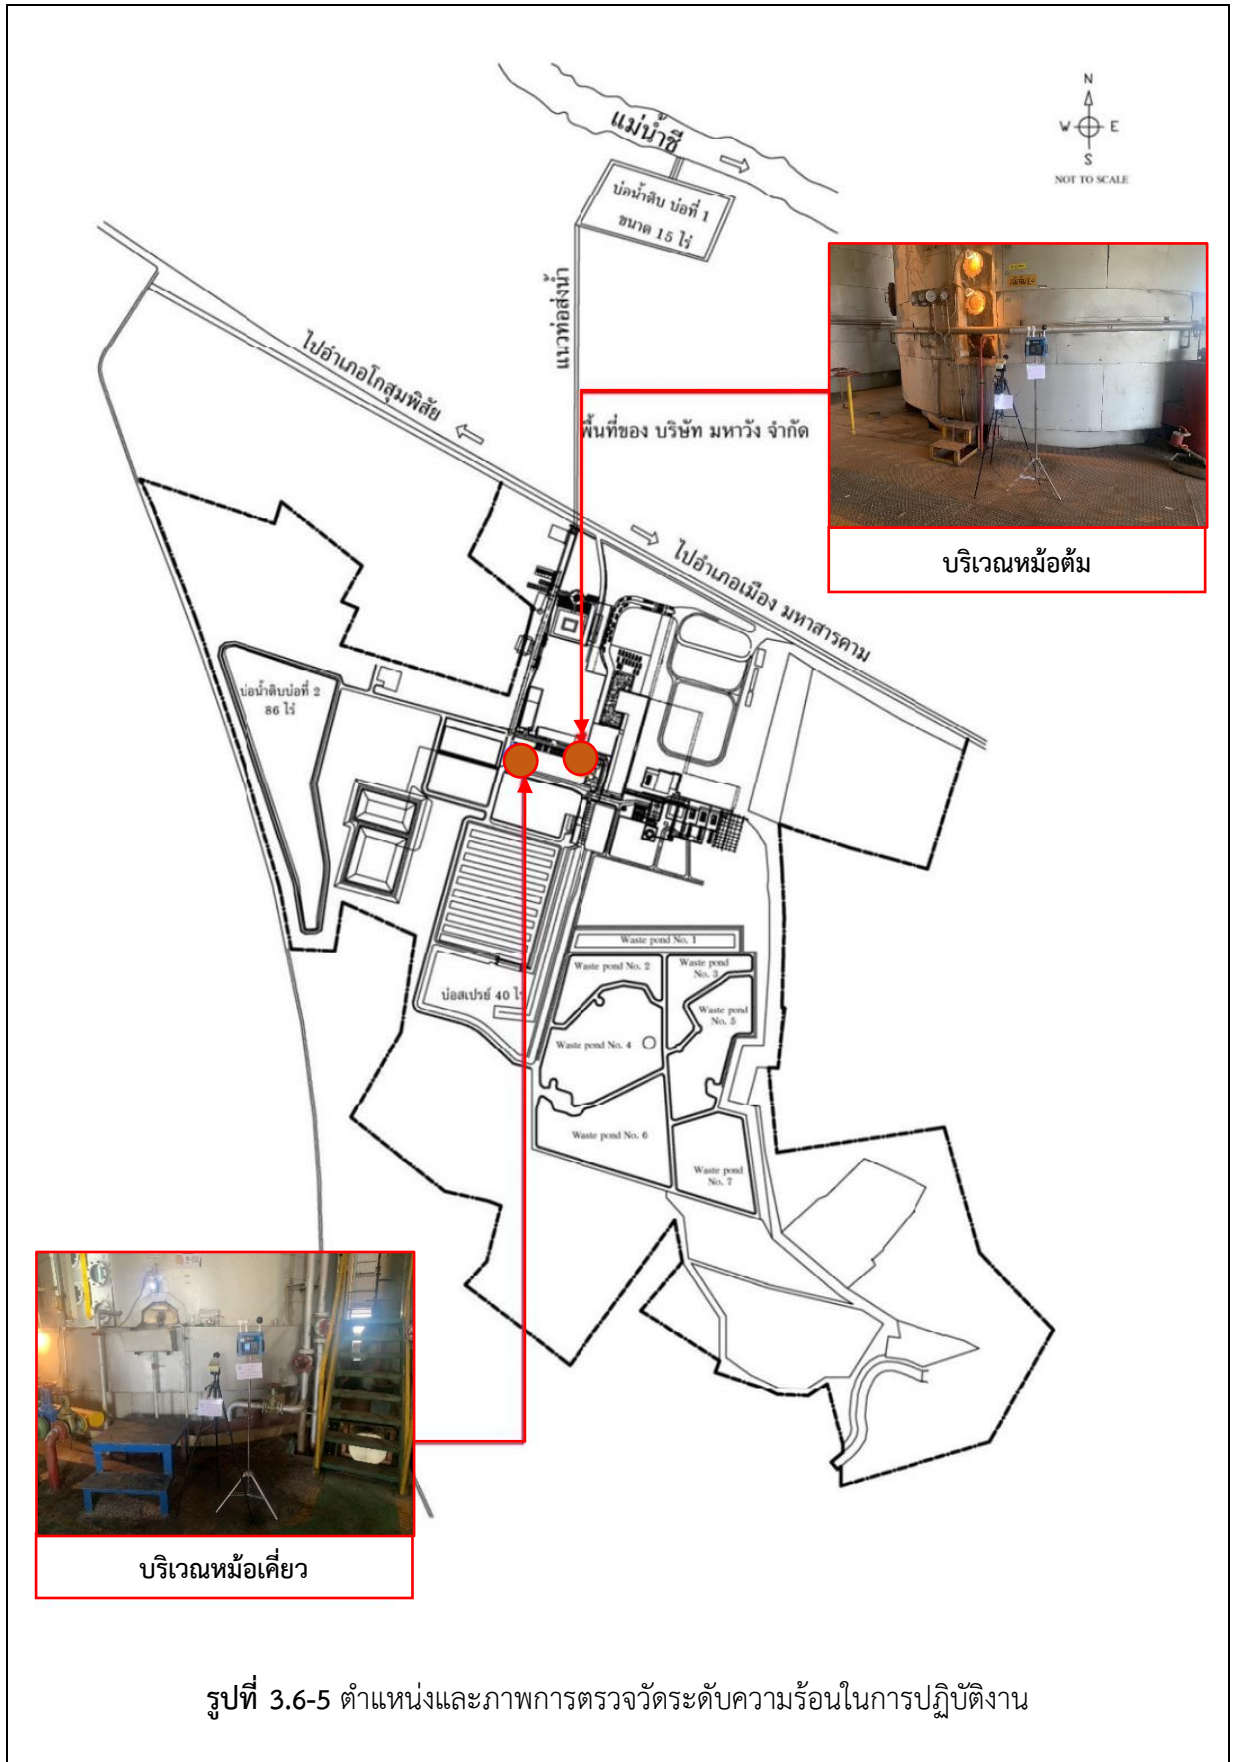 N
W E
S
NOT TO SCALE
แม่น้ำชี
บ่อน้ำดิบ บ่อที่ 1
ขนาด 15 ไร่
แนวท่อส่งน้ำ
ไปอำเภอโกสุมพิสัย
พื้นที่ของ บริษัท มหาวัง จำกัด
บริเวณหม้อต้ม
ไปอำเภอเมือง มหาสารคาม
บ่อน้ำดิบบ่อที่ 2
86 ไร่
Waste pond No. 1
Waste pond No. 2
Waste pond
No. 3
บ่อสเปรย์ 40 ไร่
Waste pond
No. 5
Waste pond No. 4
Waste pond No. 6
Waste pond
No. 7
บริเวณหม้อเคี่ยว
รูปที่ 3.6-5 ตำแหน่งและภาพการตรวจวัดระดับความร้อนในการปฏิบัติงาน